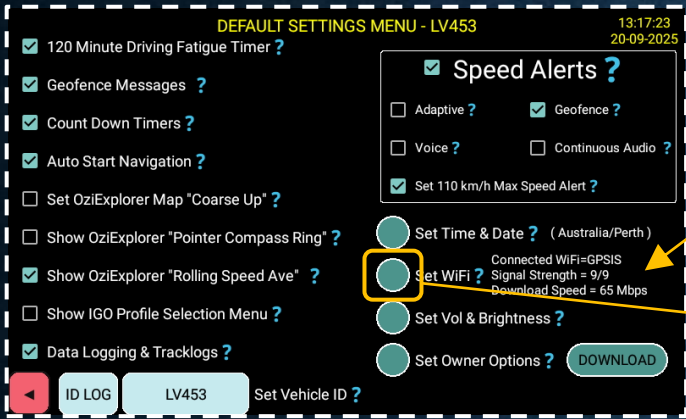 DEFAULT SETTINGS MENU - LV453
13:17:23
20-09-2025
120 Minute Driving Fatigue Timer ?
Geofence Messages ?
Count Down Timers ?
Auto Start Navigation ?
Set OziExplorer Map "Coarse Up" ?
Show OziExplorer "Pointer Compass Ring" ?
Show OziExplorer "Rolling Speed Ave" ?
Show IGO Profile Selection Menu ?
Data Logging & Tracklogs ?
Speed Alerts ?
Adaptive ? Geofence ?
Voice ? Continuous Audio ?
Set 110 km/h Max Speed Alert ?
Set Time & Date ? ( Australia/Perth )
Set WiFi ?
Connected WiFi=GPSIS
Signal Strength = 9/9
Download Speed = 65 Mbps
Set Vol & Brightness ?
Set Owner Options ? DOWNLOAD
ID LOG LV453 Set Vehicle ID ?